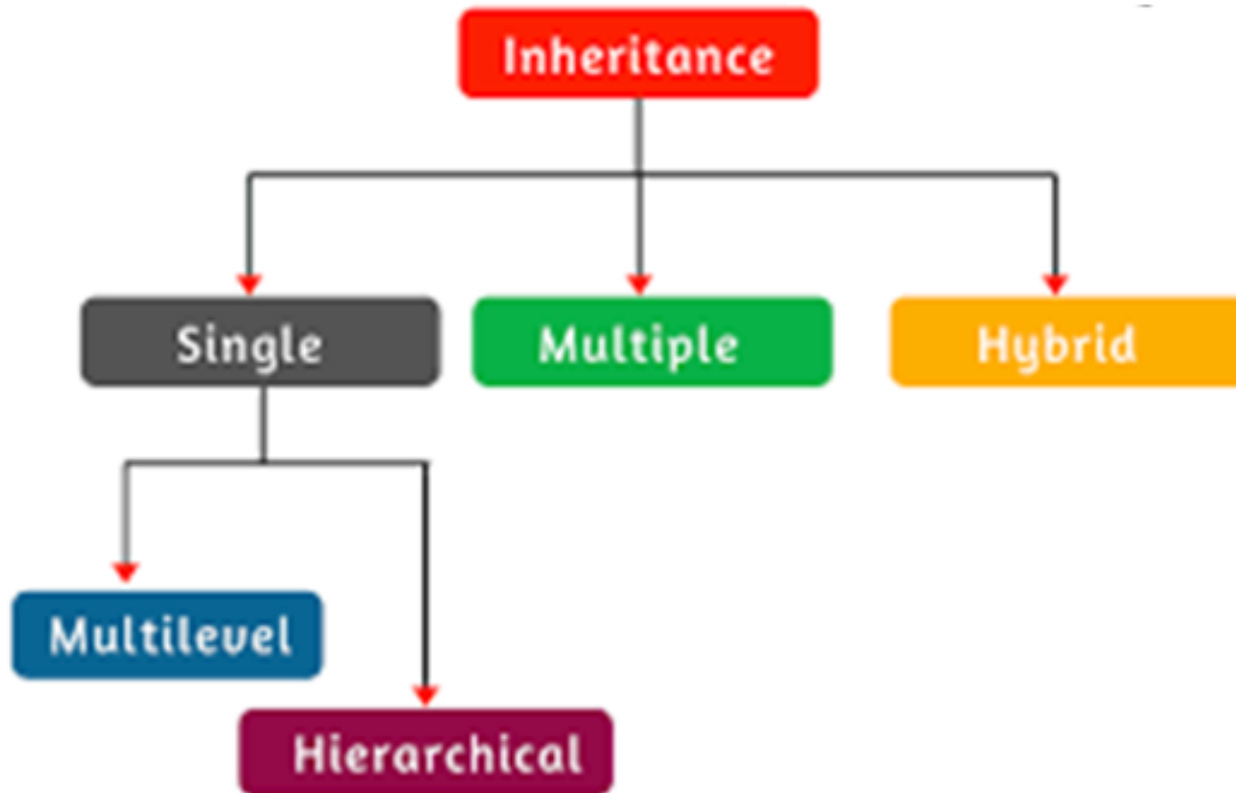 Inheritance
Single
Multiple
Hybrid
Multilevel
Hierarchical